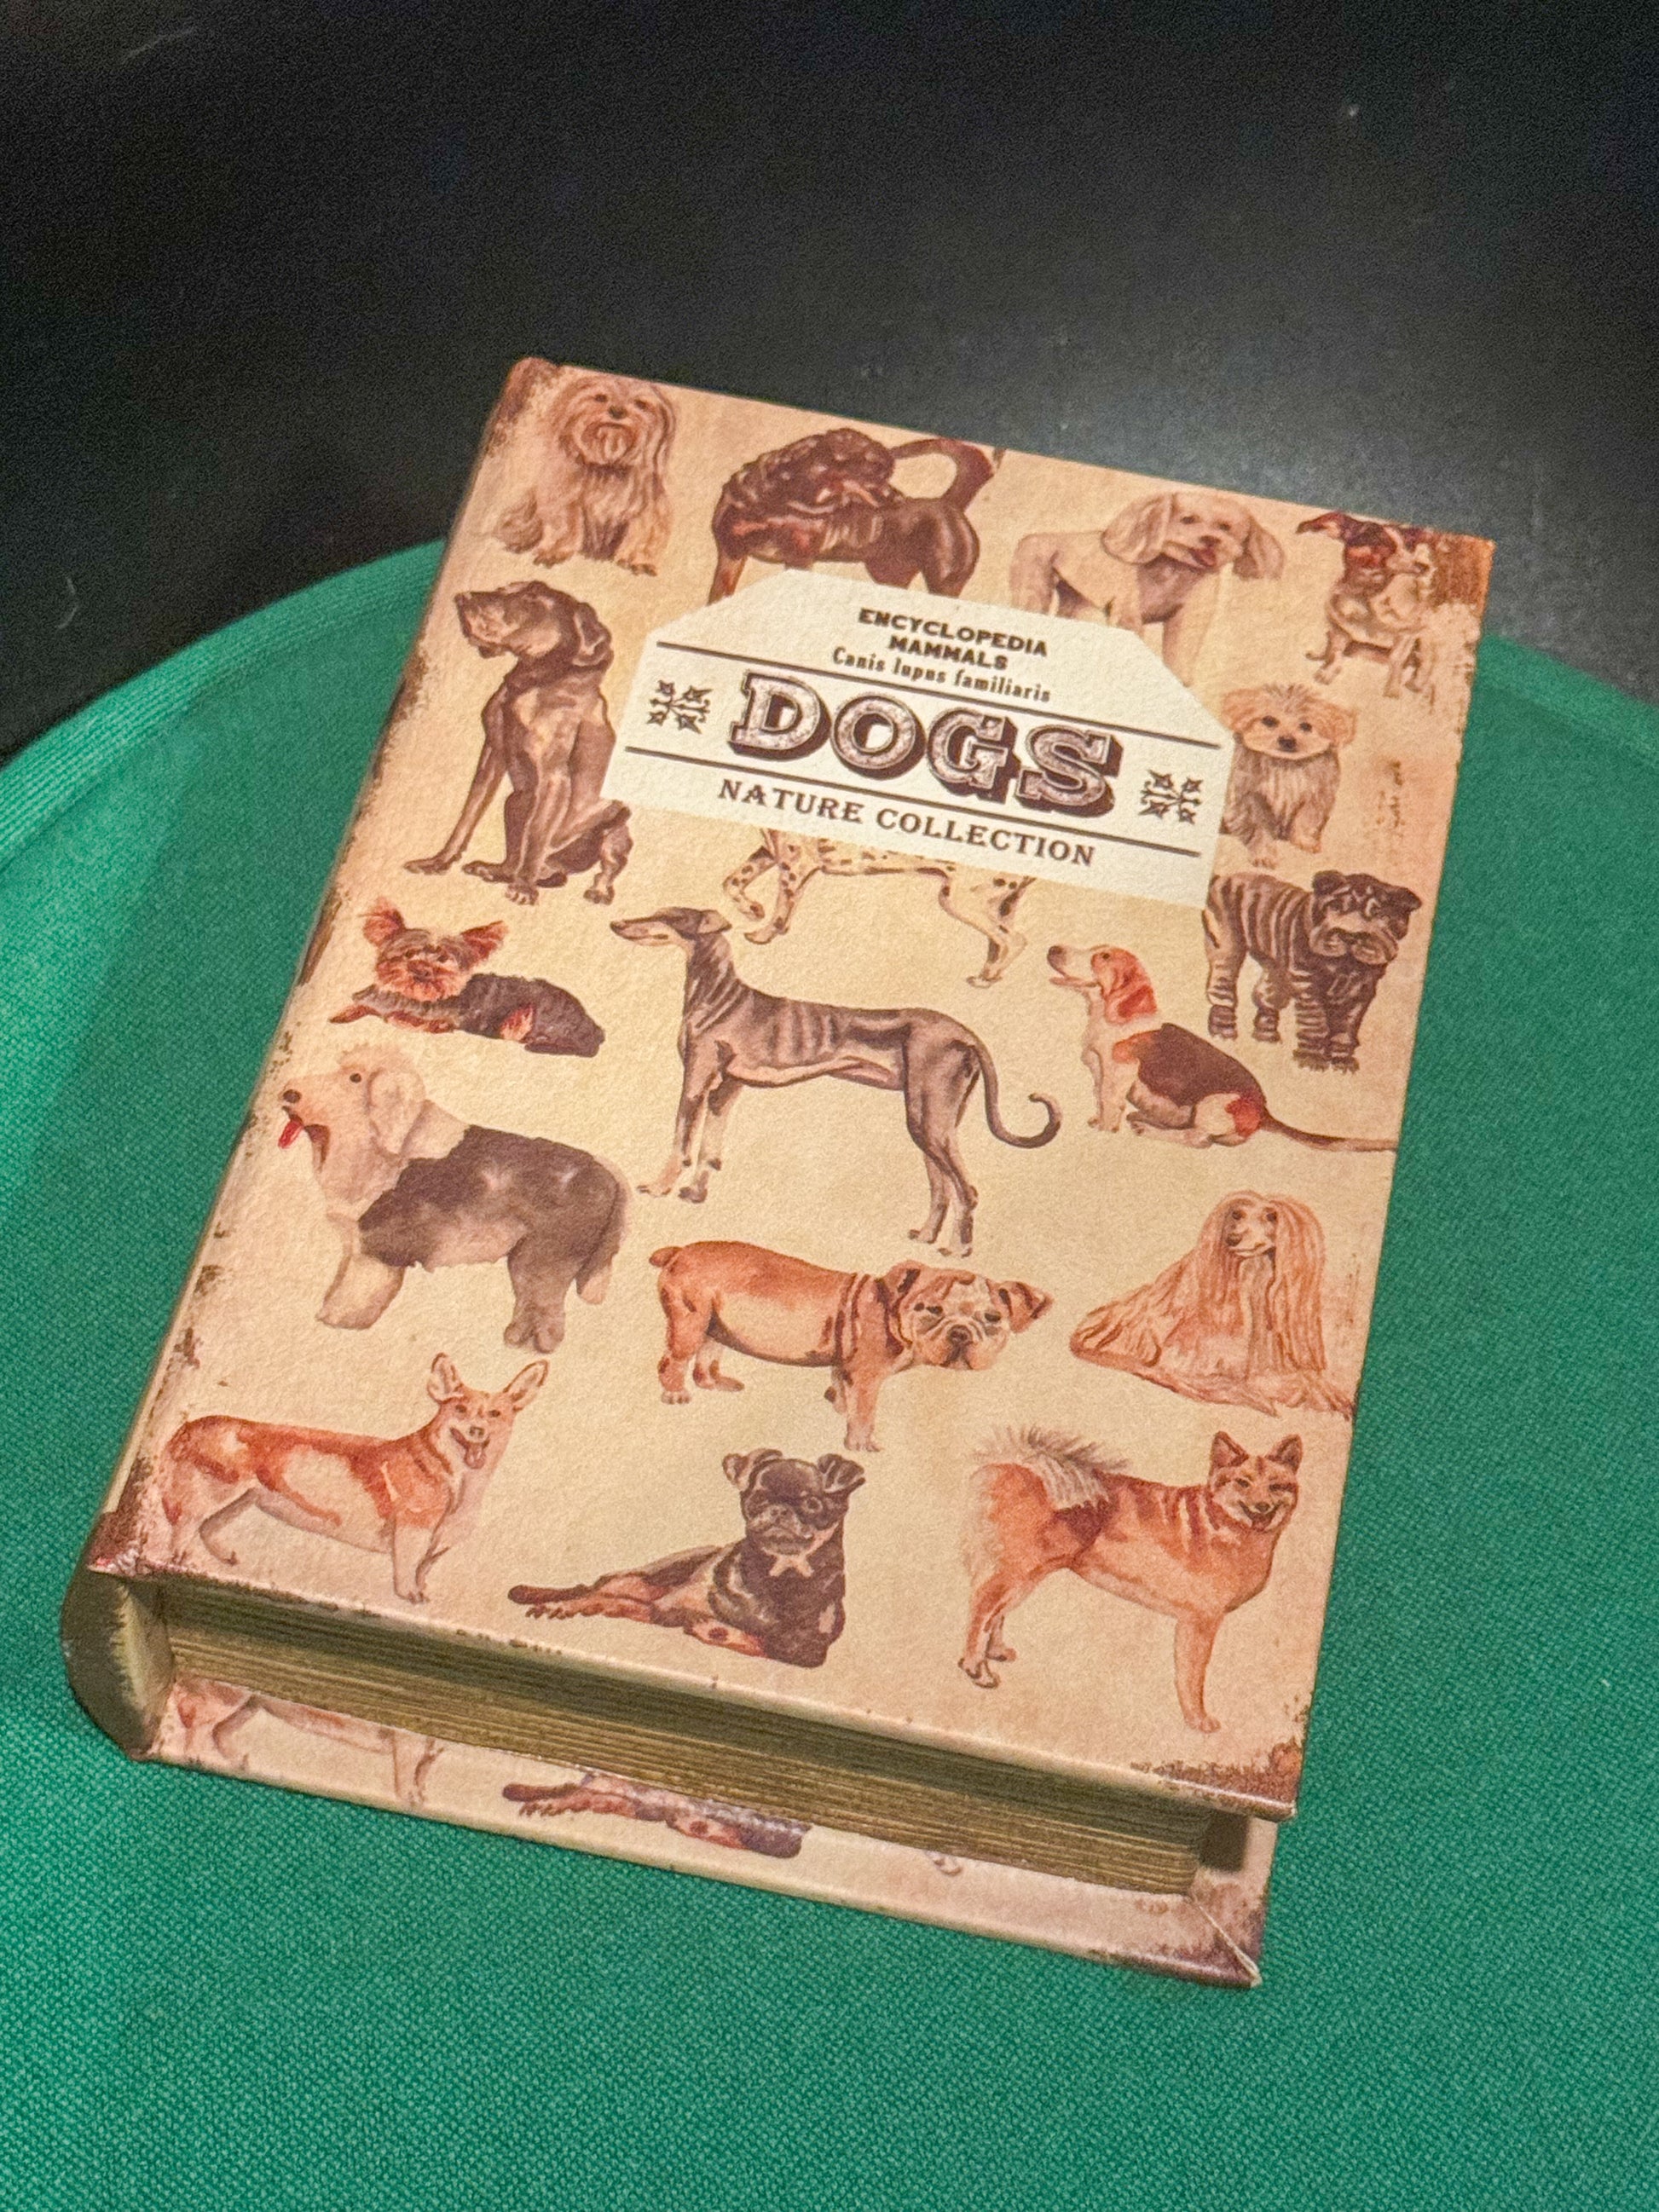 ENCYCLOPEDIA
MAMMALS
Canis lupus familiaris
DOGS
NATURE COLLECTION